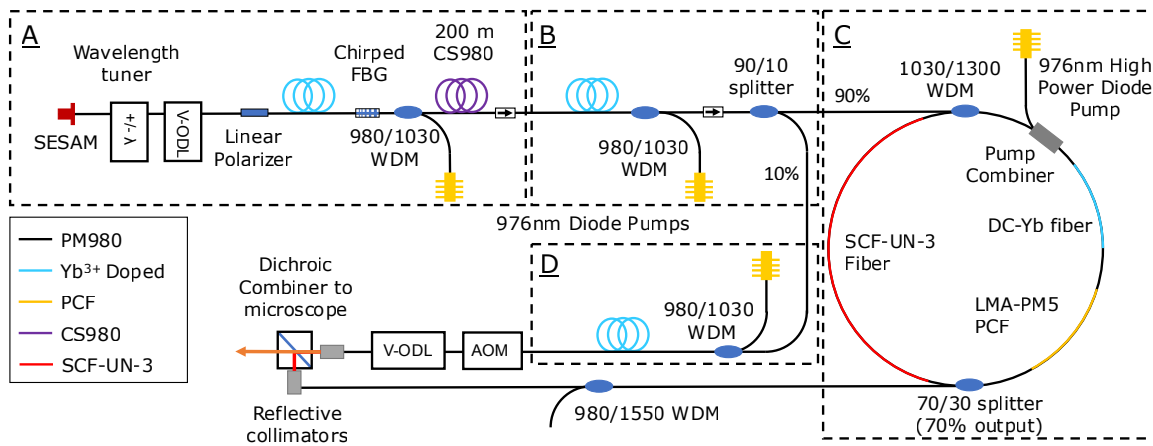 A
Wavelength
tuner
+/-λ
V-ODL
SESAM
Linear
Polarizer
Chirped
FBG
200 m
CS980
980/1030
WDM
B
980/1030
WDM
90/10
splitter
10%
976nm Diode Pumps
C
90%
1030/1300
WDM
976nm High
Power Diode
Pump
Pump
Combiner
DC-Yb fiber
SCF-UN-3
Fiber
LMA-PM5
PCF
70/30 splitter
(70% output)
D
980/1030
WDM
AOM
V-ODL
Dichroic
Combiner to
microscope
Reflective
collimators
980/1550 WDM
PM980
Yb³⁺ Doped
PCF
CS980
SCF-UN-3